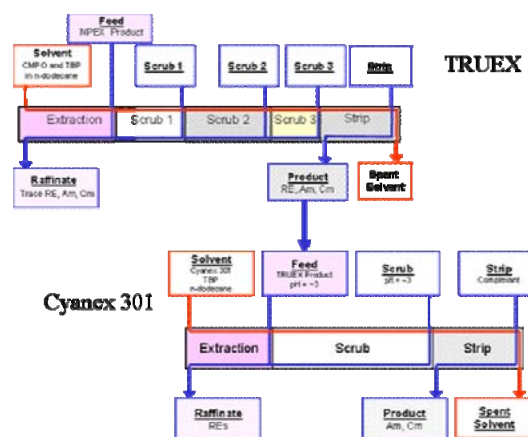 Feed
NPEX Product
Solvent
CMPO and TBP
in n-dodecane
Scrub 1
Scrub 2
Scrub 3
Strip
TRUEX
Extraction
Scrub 1
Scrub 2
Scrub 3
Strip
Raffinate
Trace RE, Am, Cm
Product
RE, Am, Cm
Spent
Solvent
Solvent
Cyanex 301
TBP
n-dodecane
Feed
TRUEX Product
pH = ~3
Scrub
pH = ~3
Strip
Complexant
Cyanex 301
Extraction
Scrub
Strip
Raffinate
REs
Product
Am, Cm
Spent
Solvent